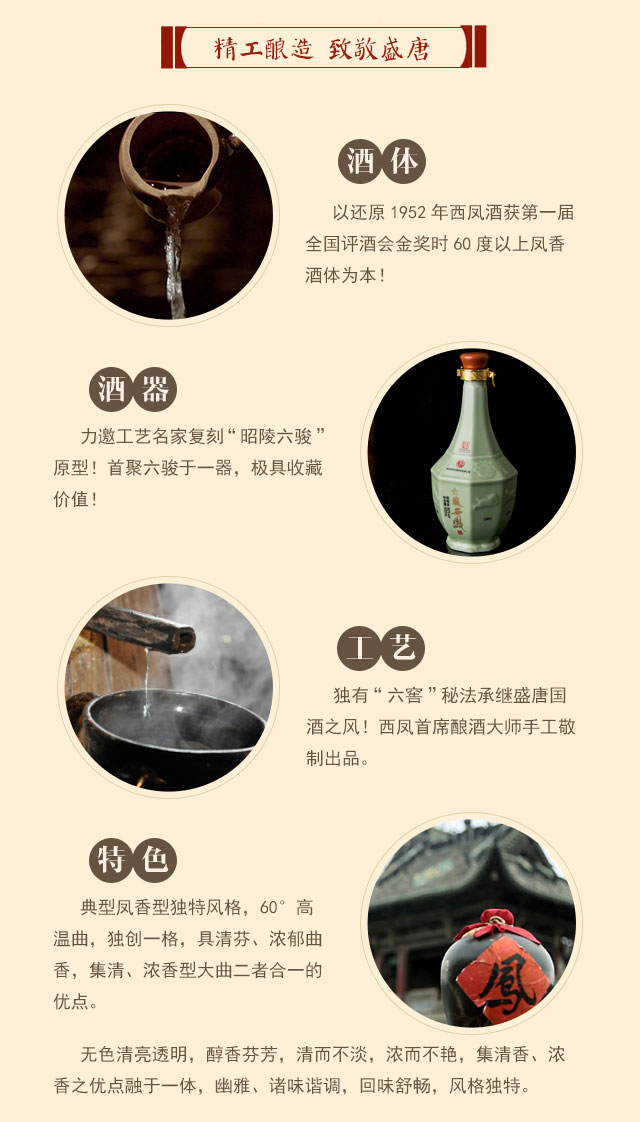 精工酿造 致敬盛唐
酒体
以还原1952年西凤酒获第一届
全国评酒会金奖时60度以上凤香
酒体为本！
酒器
力邀工艺名家复刻“昭陵六骏”
原型！首聚六骏于一器，极具收藏
价值！
工艺
独有“六窖”秘法承继盛唐国
酒之风！西凤首席酿酒大师手工敬
制出品。
特色
典型凤香型独特风格，60°高
温曲，独创一格，具清芬、浓郁曲
香，集清、浓香型大曲二者合一的
优点。
凤
无色清亮透明，醇香芬芳，清而不淡，浓而不艳，集清香、浓
香之优点融于一体，幽雅、诸味谐调，回味舒畅，风格独特。